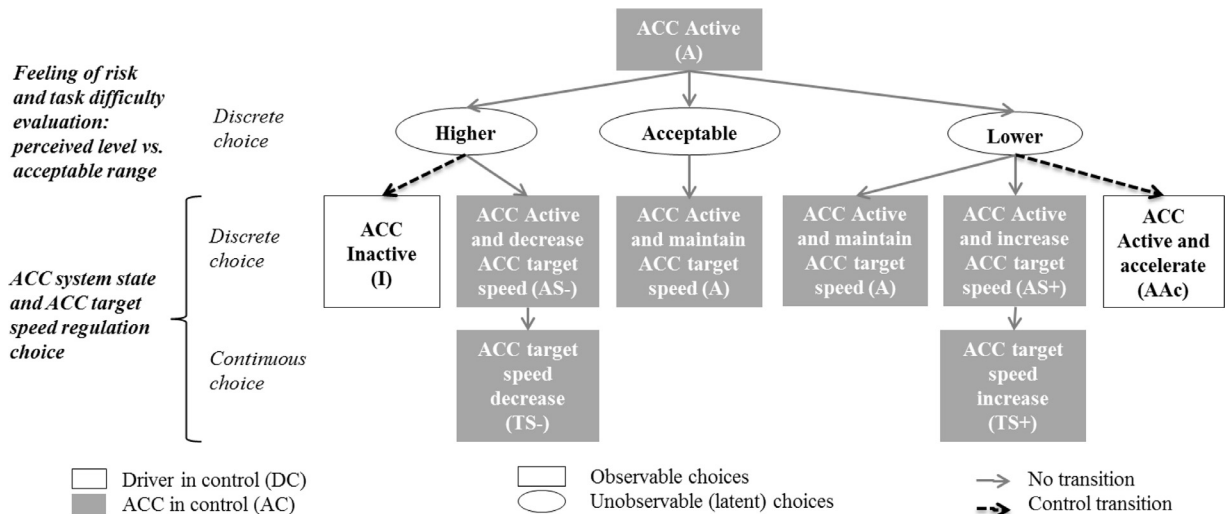 ACC Active
(A)
Feeling of risk
and task difficulty
evaluation:
perceived level vs.
acceptable range
Discrete
choice
Higher
Acceptable
Lower
ACC system state
and ACC target
speed regulation
choice
Discrete
choice
ACC
Inactive
(I)
ACC Active
and decrease
ACC target
speed (AS-)
ACC Active
and maintain
ACC target
speed (A)
ACC Active
and maintain
ACC target
speed (A)
ACC Active
and increase
ACC target
speed (AS+)
ACC
Active and
accelerate
(AAc)
Continuous
choice
ACC target
speed
decrease
(TS-)
ACC target
speed
increase
(TS+)
Driver in control (DC)
ACC in control (AC)
Observable choices
Unobservable (latent) choices
No transition
Control transition